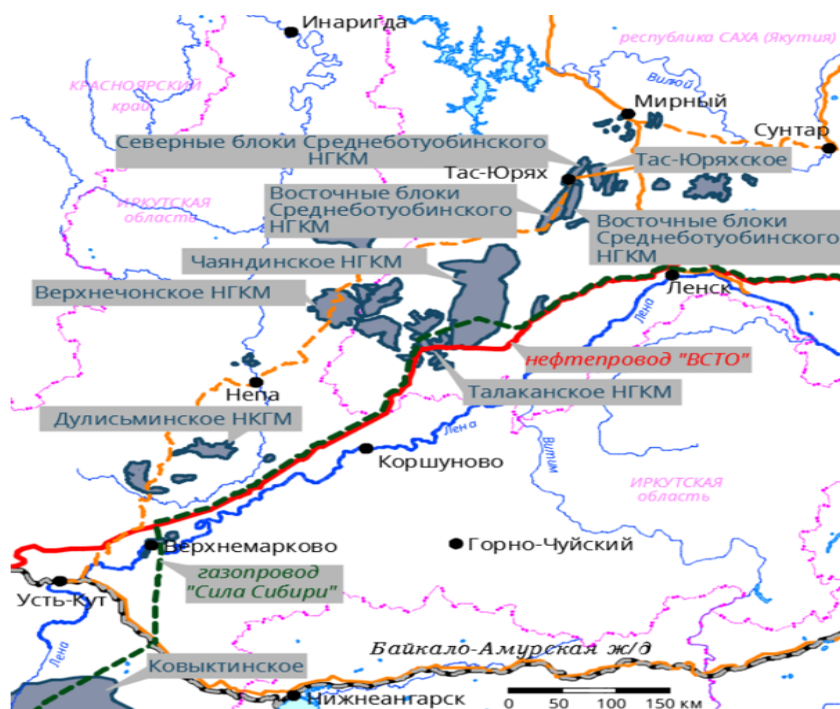 Инаригда
республика САХА (Якутия)
КРАСНОЯРСКИЙ
край
Вилюй
Мирный
Сунтар
Северные блоки Среднеботуобинского
НГКМ
Тас-Юряхское
Тас-Юрях
ИРКУТСКАЯ
область
Восточные блоки
Среднеботуобинского
НГКМ
Восточные блоки
Среднеботуобинского
НГКМ
Чаяндинское НГКМ
Верхнечонское НГКМ
Ленск
Лена
нефтепровод "ВСТО"
Талаканское НГКМ
Непа
Дулисьминское НКГМ
Лена
Коршуново
Витим
ИРКУТСКАЯ
область
Верхнемарково
Горно-Чуйский
газопровод
"Сила Сибири"
Усть-Кут
Лена
Байкало-Амурская ж/д
Ковыктинское
Нижнеангарск
0 50 100 150 км